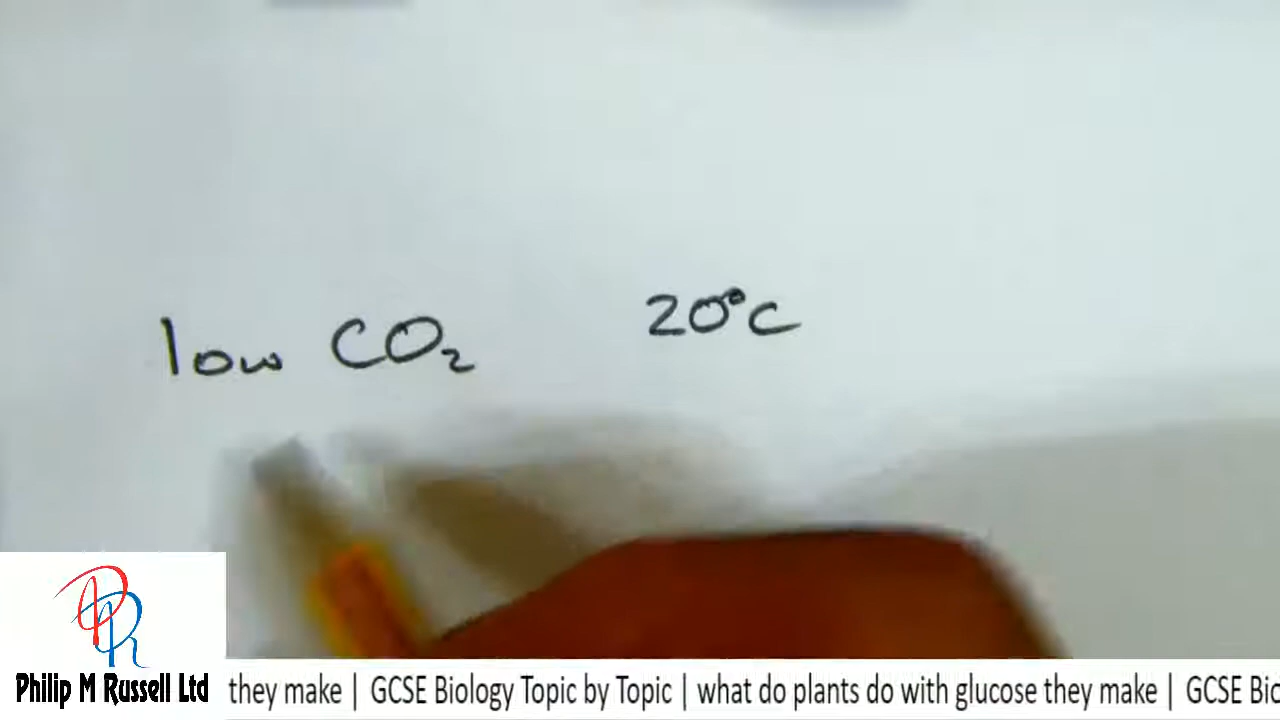 low CO₂ 20°C
Philip M Russell Ltd
they make | GCSE Biology Topic by Topic | what do plants do with glucose they make | GCSE Bio